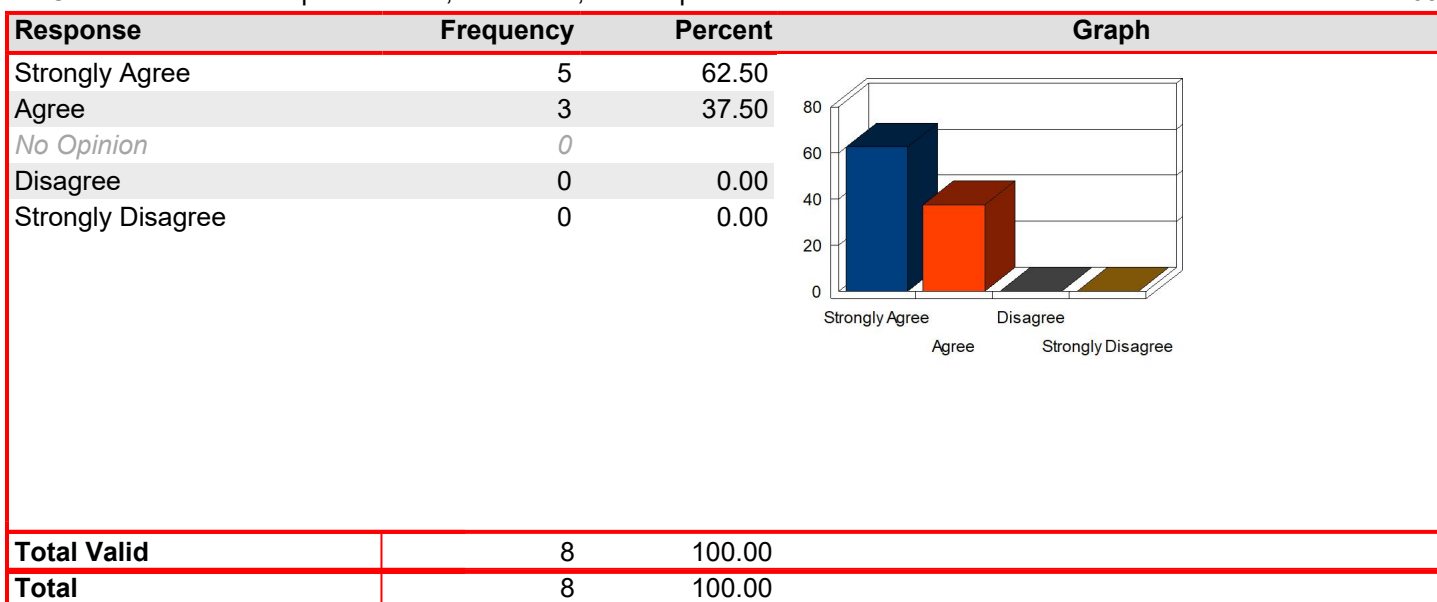 Response Frequency Percent Graph
Strongly Agree 5 62.50
Agree 3 37.50
No Opinion 0
Disagree 0 0.00
Strongly Disagree 0 0.00
80
60
40
20
0
Strongly Agree Disagree
Agree Strongly Disagree
Total Valid 8 100.00
Total 8 100.00